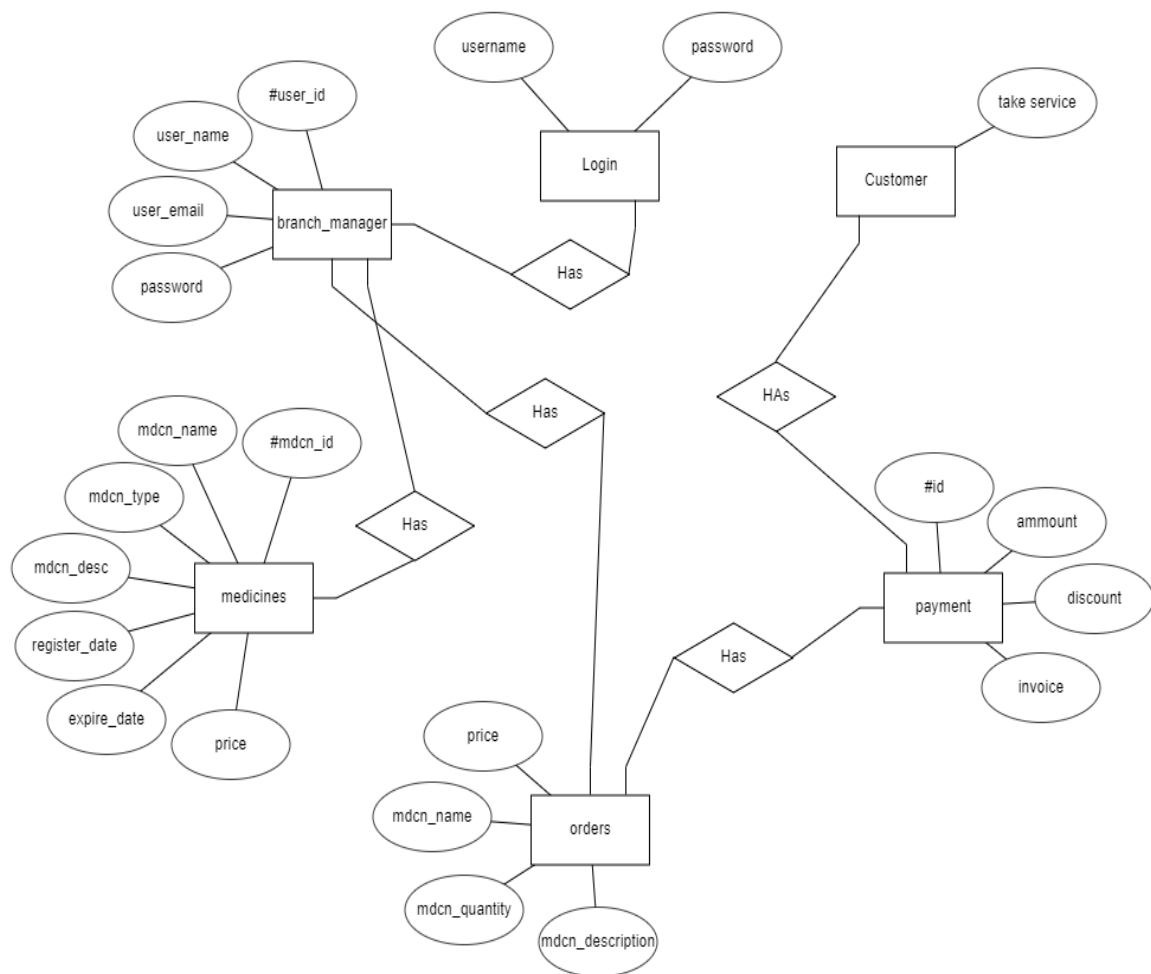 username
password
#user_id
take service
user_name
Login
Customer
user_email
branch_manager
Has
password
HAs
Has
mdcn_name
#mdcn_id
#id
mdcn_type
Has
ammount
mdcn_desc
medicines
payment
discount
register_date
Has
invoice
expire_date
price
price
mdcn_name
orders
mdcn_quantity
mdcn_description